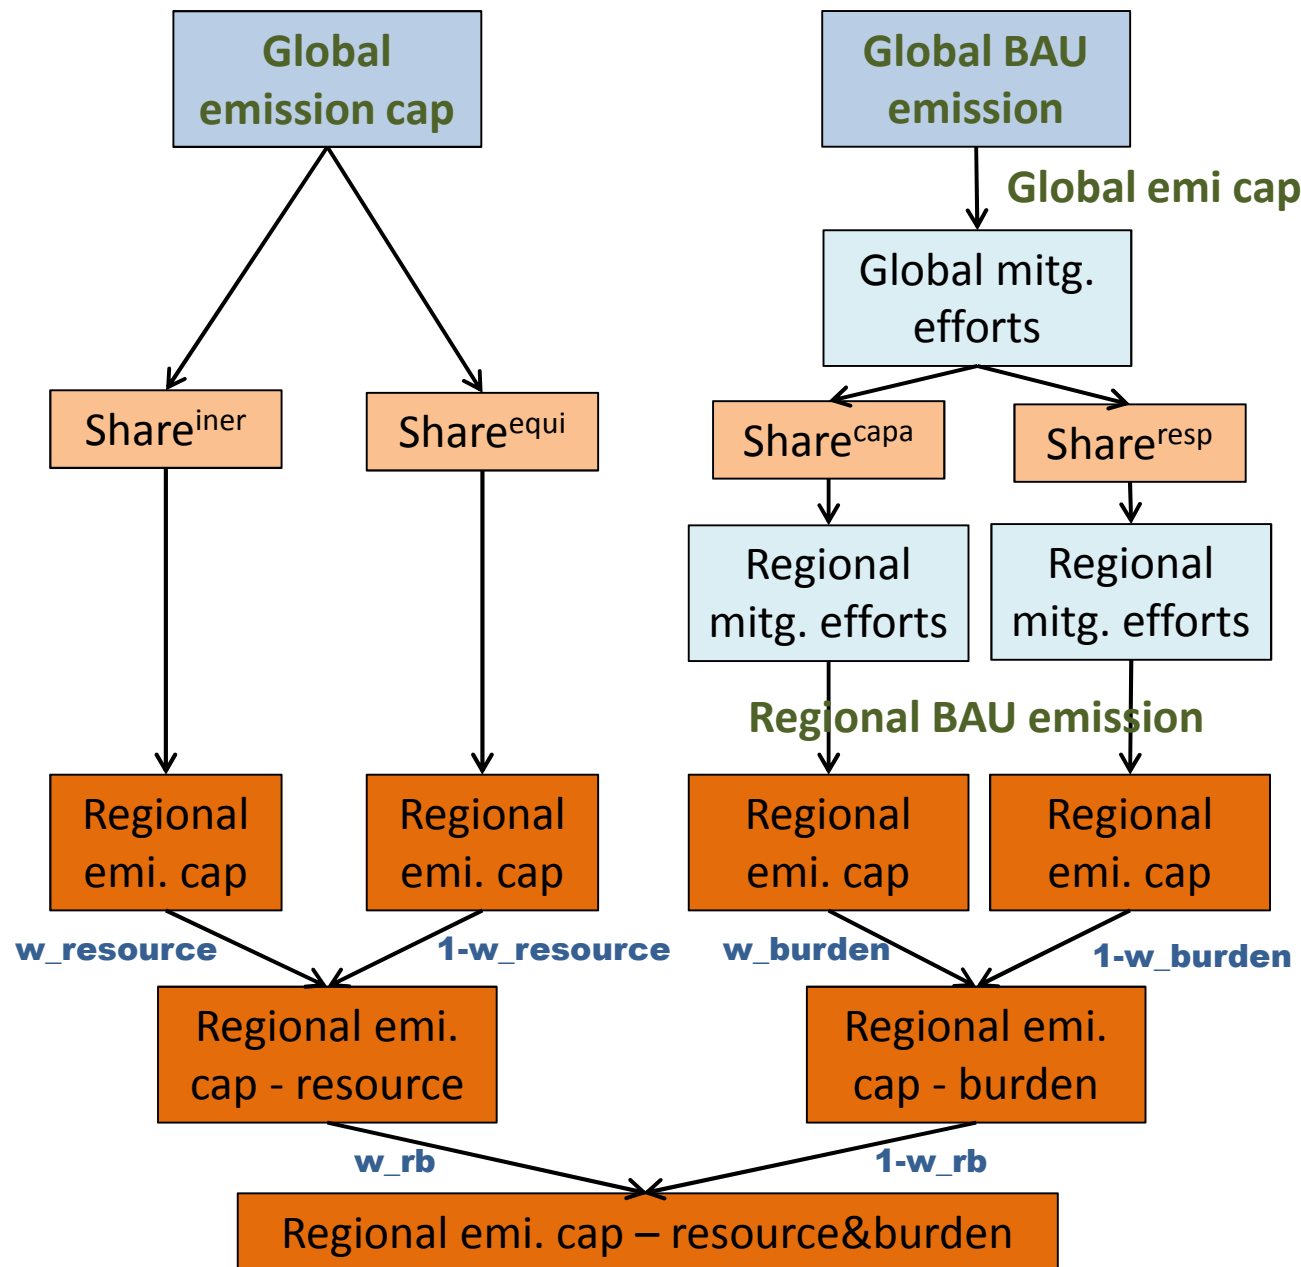 Global
emission cap
Global BAU
emission
Global emi cap
Global mitg.
efforts
Share^iner
Share^equi
Share^capa
Share^resp
Regional
mitg. efforts
Regional
mitg. efforts
Regional BAU emission
Regional
emi. cap
Regional
emi. cap
Regional
emi. cap
Regional
emi. cap
w_resource
1-w_resource
w_burden
1-w_burden
Regional emi.
cap - resource
Regional emi.
cap - burden
w_rb
1-w_rb
Regional emi. cap – resource&burden